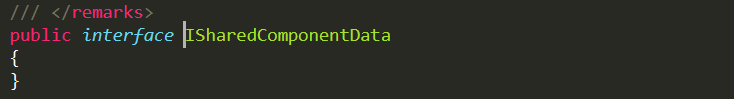 /// </remarks>
public interface ISharedComponentData
{
}